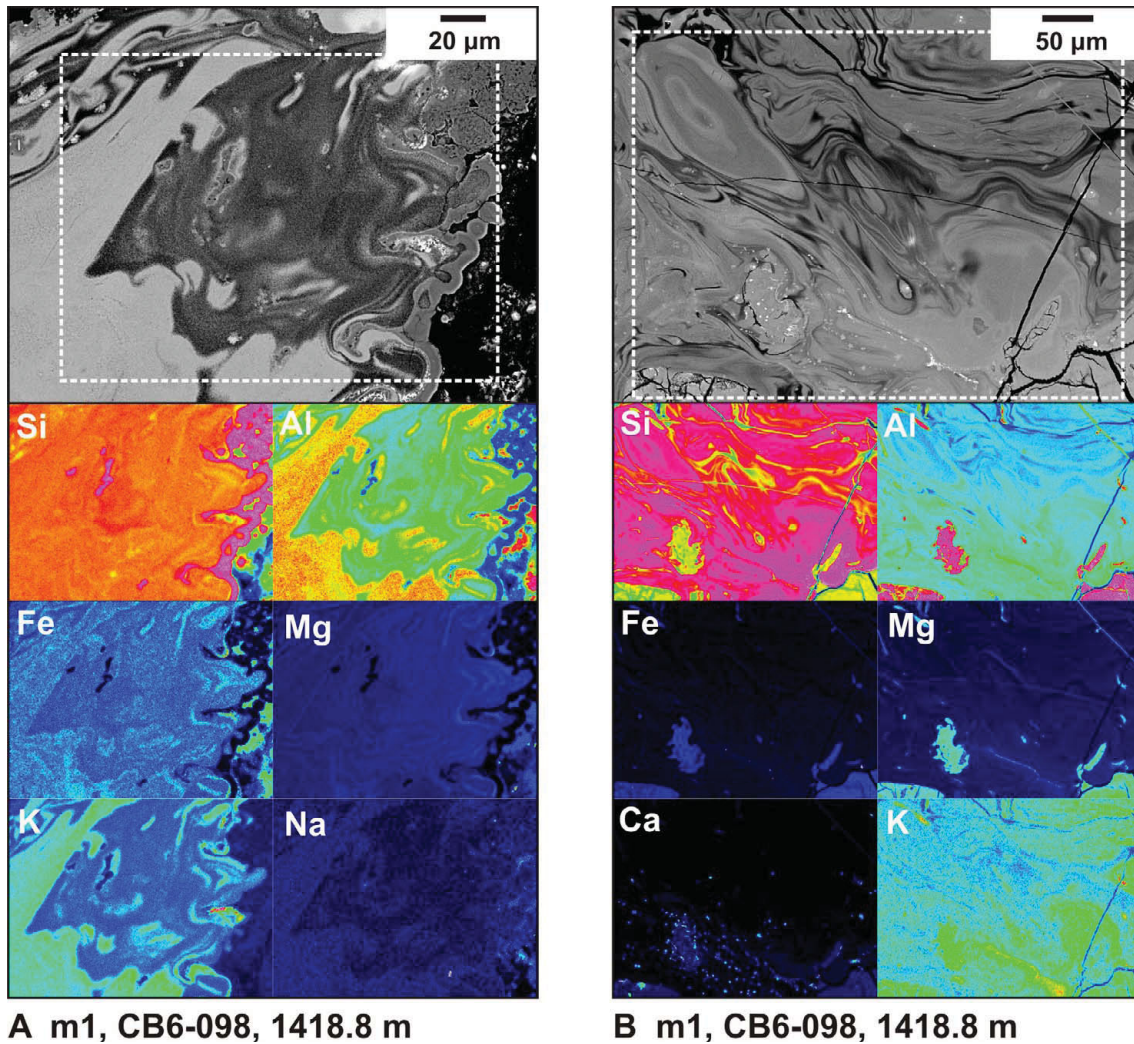 20 µm
50 µm
Si
Al
Si
Al
Fe
Mg
Fe
Mg
K
Na
Ca
K
A m1, CB6-098, 1418.8 m
B m1, CB6-098, 1418.8 m